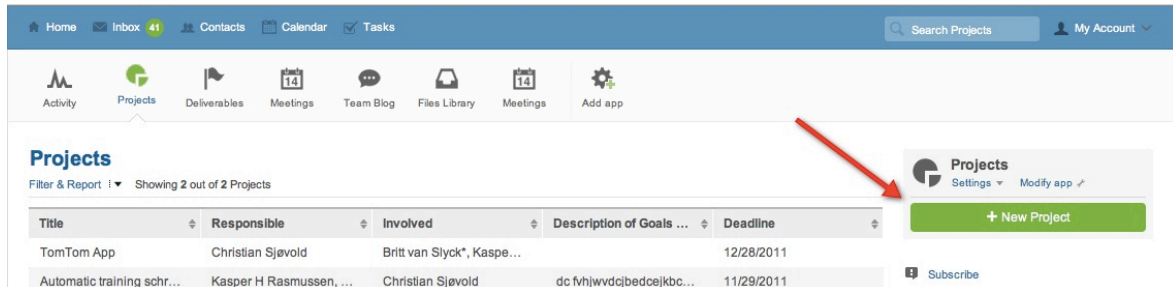 Home Inbox 41 Contacts Calendar Tasks Search Projects My Account
14 14
Activity Projects Deliverables Meetings Team Blog Files Library Meetings Add app
Projects
Filter & Report Showing 2 out of 2 Projects
Projects
Settings Modify app
+ New Project
Subscribe
Title Responsible Involved Description of Goals ... Deadline
TomTom App Christian Sjøvold Britt van Slyck*, Kaspe... 12/28/2011
Automatic training schr... Kasper H Rasmussen, ... Christian Sjøvold dc fvhjwvdcjbedcejkbc... 11/29/2011